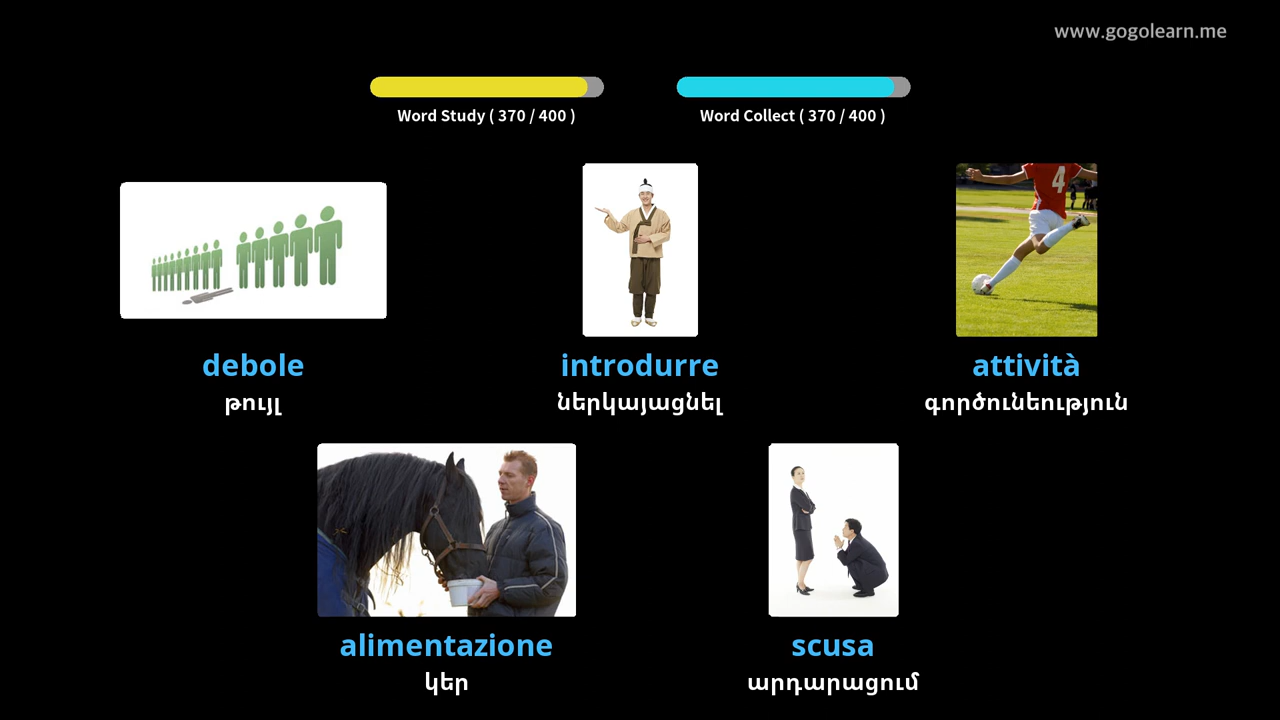 www.gogolearn.me
Word Study ( 370 / 400 )
Word Collect ( 370 / 400 )
debole
introdurre
attività
թույլ
ներկայացնել
գործունեություն
alimentazione
scusa
կեր
արդարացում
4